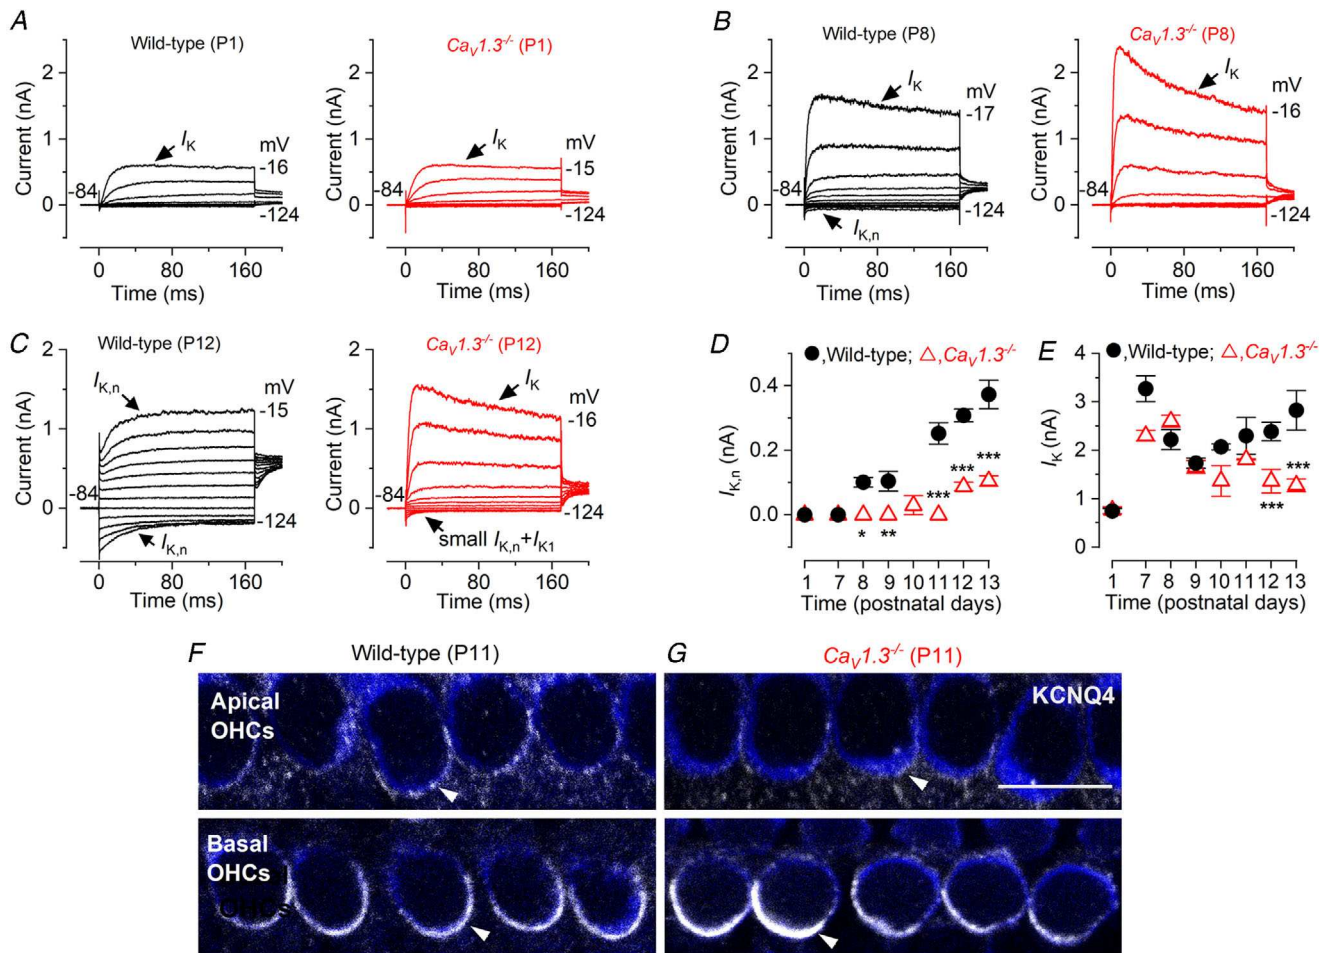 A
Wild-type (P1)
Current (nA)
2
1
0
-84
I_K
mV
-16
-124
0 80 160
Time (ms)
Ca_V1.3^-/- (P1)
Current (nA)
2
1
0
-84
I_K
mV
-15
-124
0 80 160
Time (ms)
B
Wild-type (P8)
Current (nA)
2
1
0
-84
I_K
mV
-17
I_K,n
0 80 160
Time (ms)
Ca_V1.3^-/- (P8)
Current (nA)
2
1
0
-84
I_K
mV
-16
-124
0 80 160
Time (ms)
C
Wild-type (P12)
Current (nA)
2
1
0
-84
I_K,n
mV
-15
-124
I_K,n
0 80 160
Time (ms)
Ca_V1.3^-/- (P12)
Current (nA)
2
1
0
-84
I_K
mV
-16
-124
small I_K,n+I_K1
0 80 160
Time (ms)
D
●,Wild-type; △,Ca_V1.3^-/-
I_K,n (nA)
0.4
0.2
0.0
* ** *** *** ***
1 7 8 9 10 11 12 13
Time (postnatal days)
E
●,Wild-type; △,Ca_V1.3^-/-
I_K (nA)
4
3
2
1
0
*** ***
1 7 8 9 10 11 12 13
Time (postnatal days)
F
Wild-type (P11)
Apical
OHCs
Basal
OHCs
OHCs
G
Ca_V1.3^-/- (P11)
KCNQ4